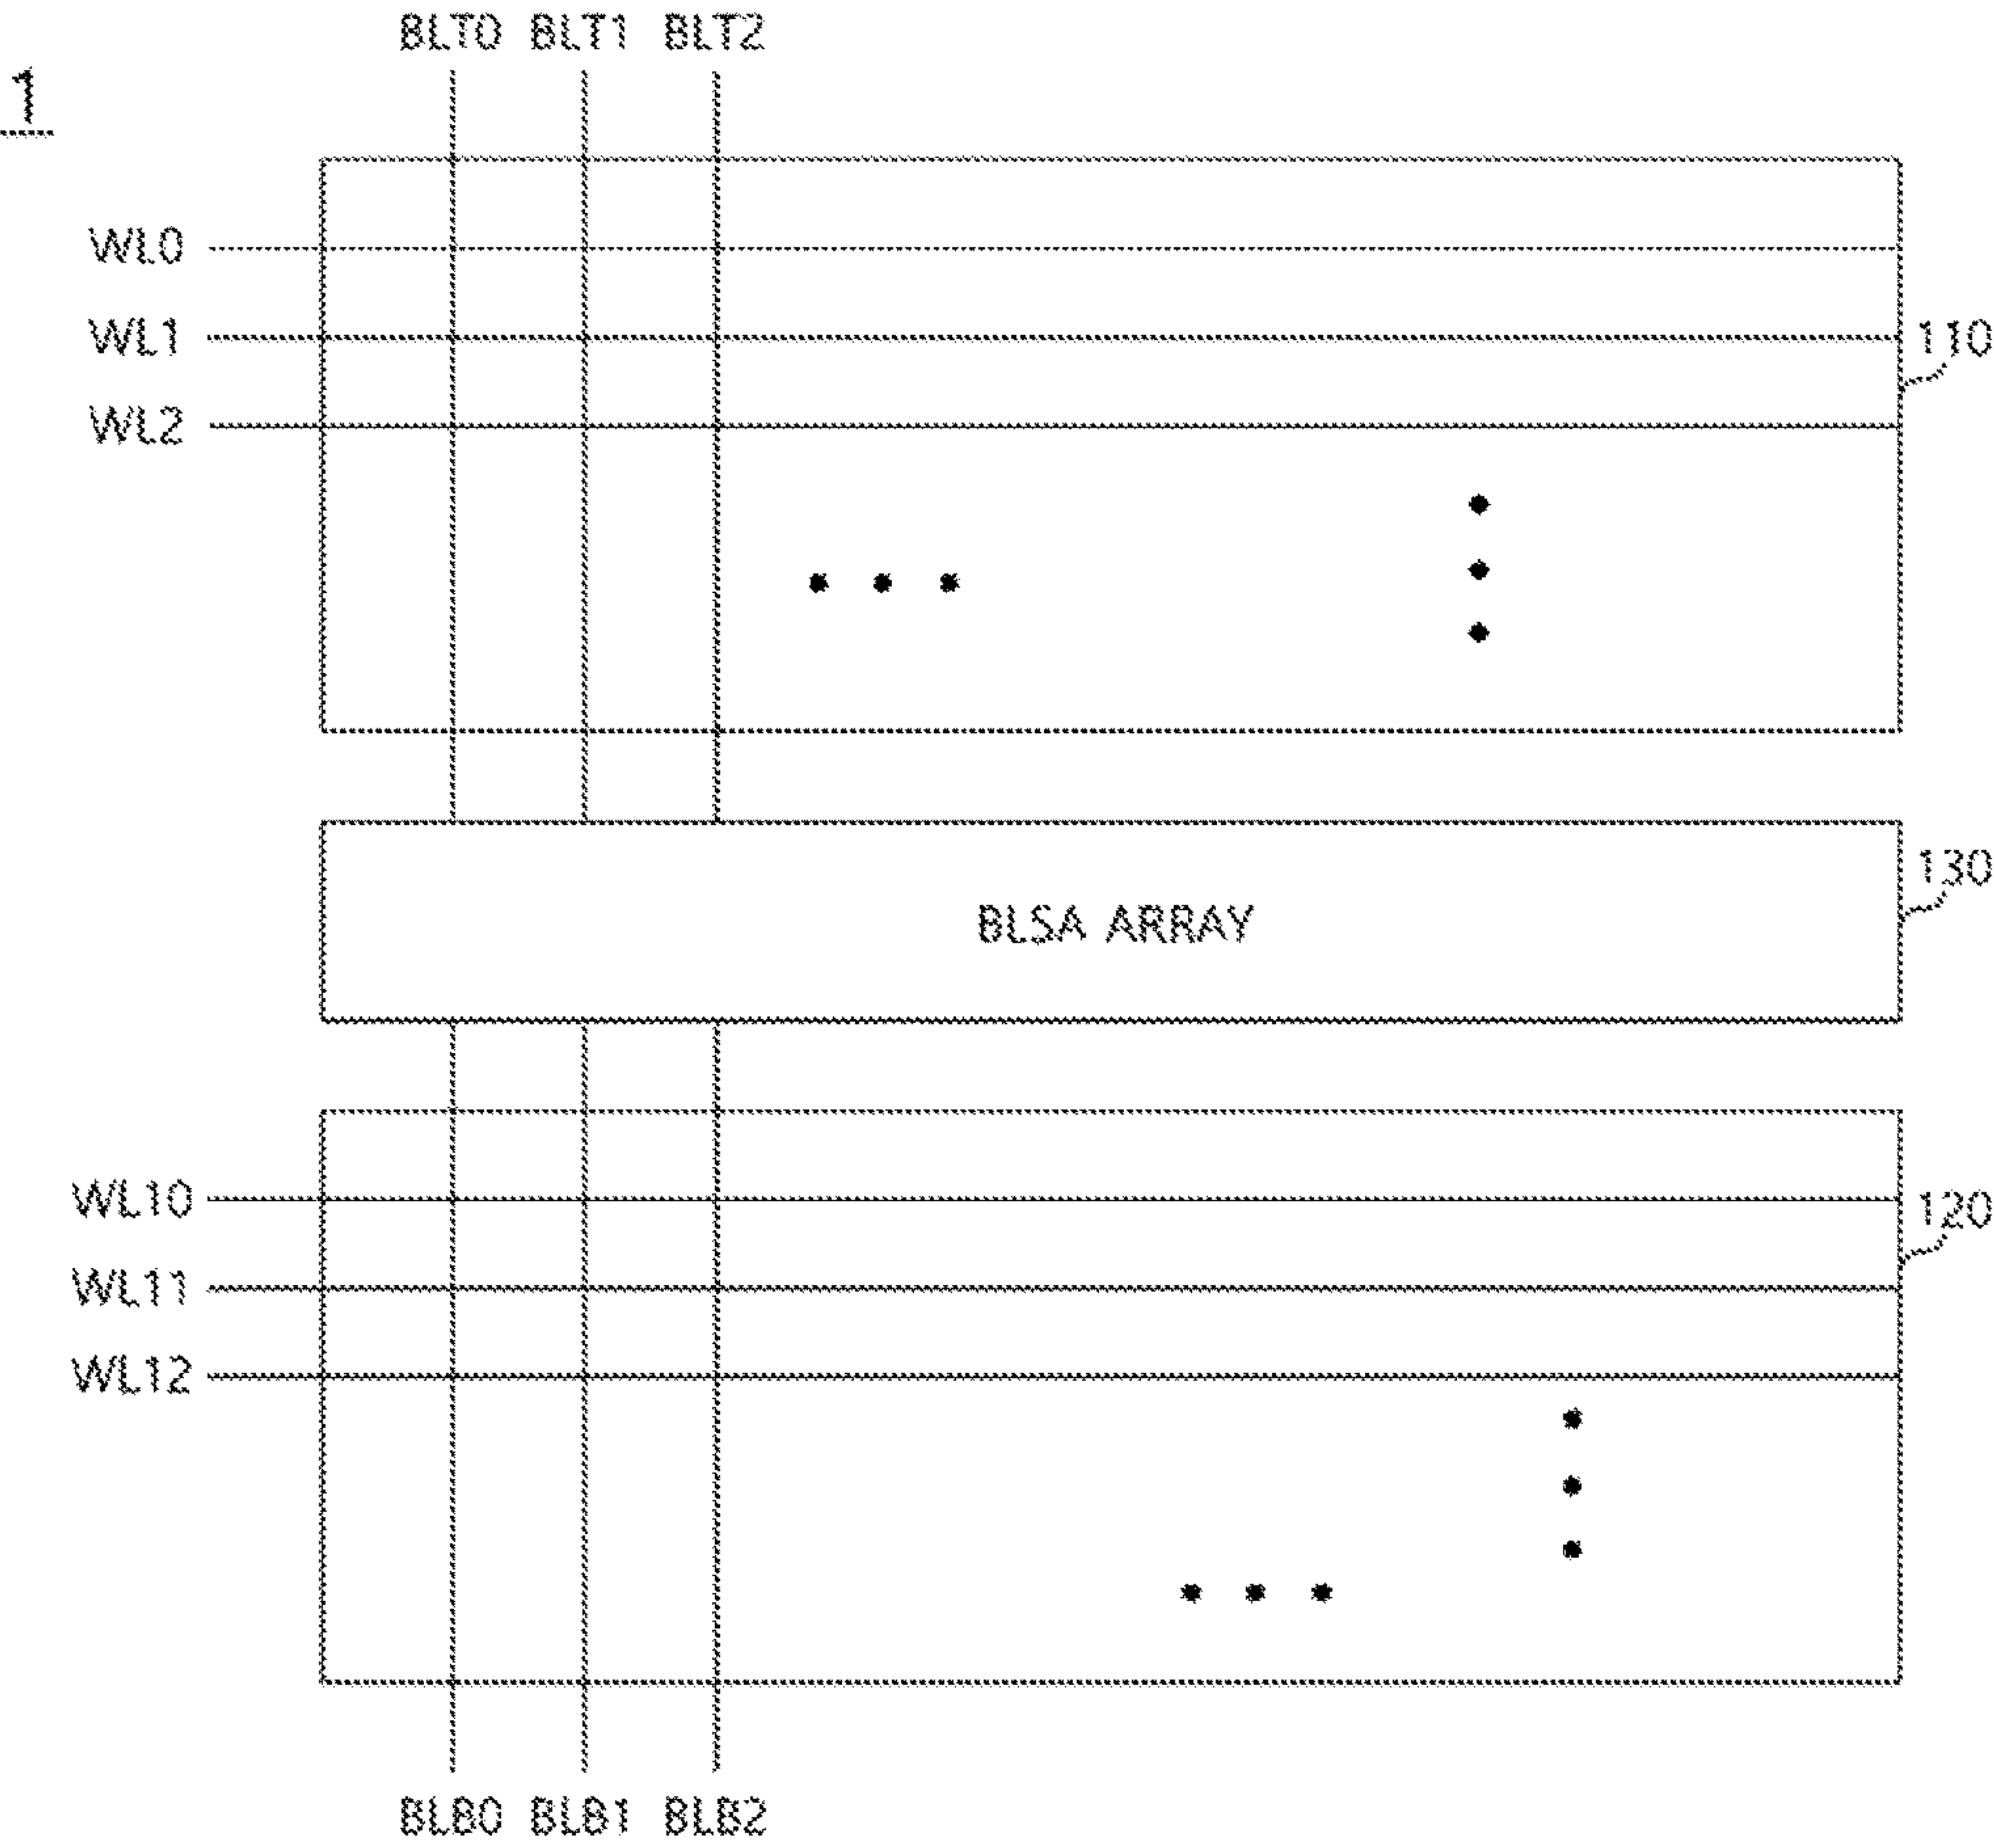 BLT0 BLT1 BLT2
1
WL0
WL1
110
WL2
130
BLSA ARRAY
WL10
120
WL11
WL12
BLB0 BLB1 BLB2